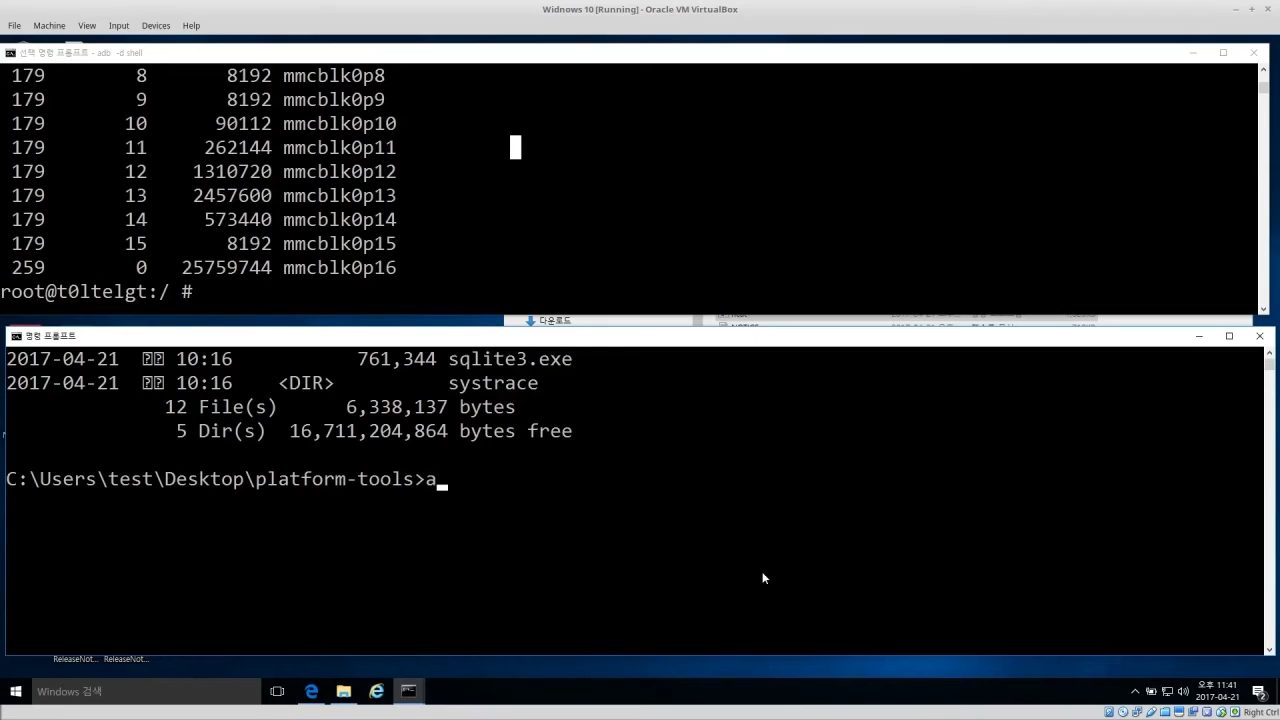 Widnows 10 [Running] - Oracle VM VirtualBox
File Machine View Input Devices Help
선택 명령 프롬프트 - adb -d shell
179 8 8192 mmcblk0p8
179 9 8192 mmcblk0p9
179 10 90112 mmcblk0p10
179 11 262144 mmcblk0p11
179 12 1310720 mmcblk0p12
179 13 2457600 mmcblk0p13
179 14 573440 mmcblk0p14
179 15 8192 mmcblk0p15
259 0 25759744 mmcblk0p16
root@t0ltelgt:/ #
다운로드
명령 프롬프트
2017-04-21 10:16 761,344 sqlite3.exe
2017-04-21 10:16 <DIR> systrace
12 File(s) 6,338,137 bytes
5 Dir(s) 16,711,204,864 bytes free
C:\Users\test\Desktop\platform-tools>a_
ReleaseNot... ReleaseNot...
Windows 검색
오후 11:41
2017-04-21
Right Ctrl